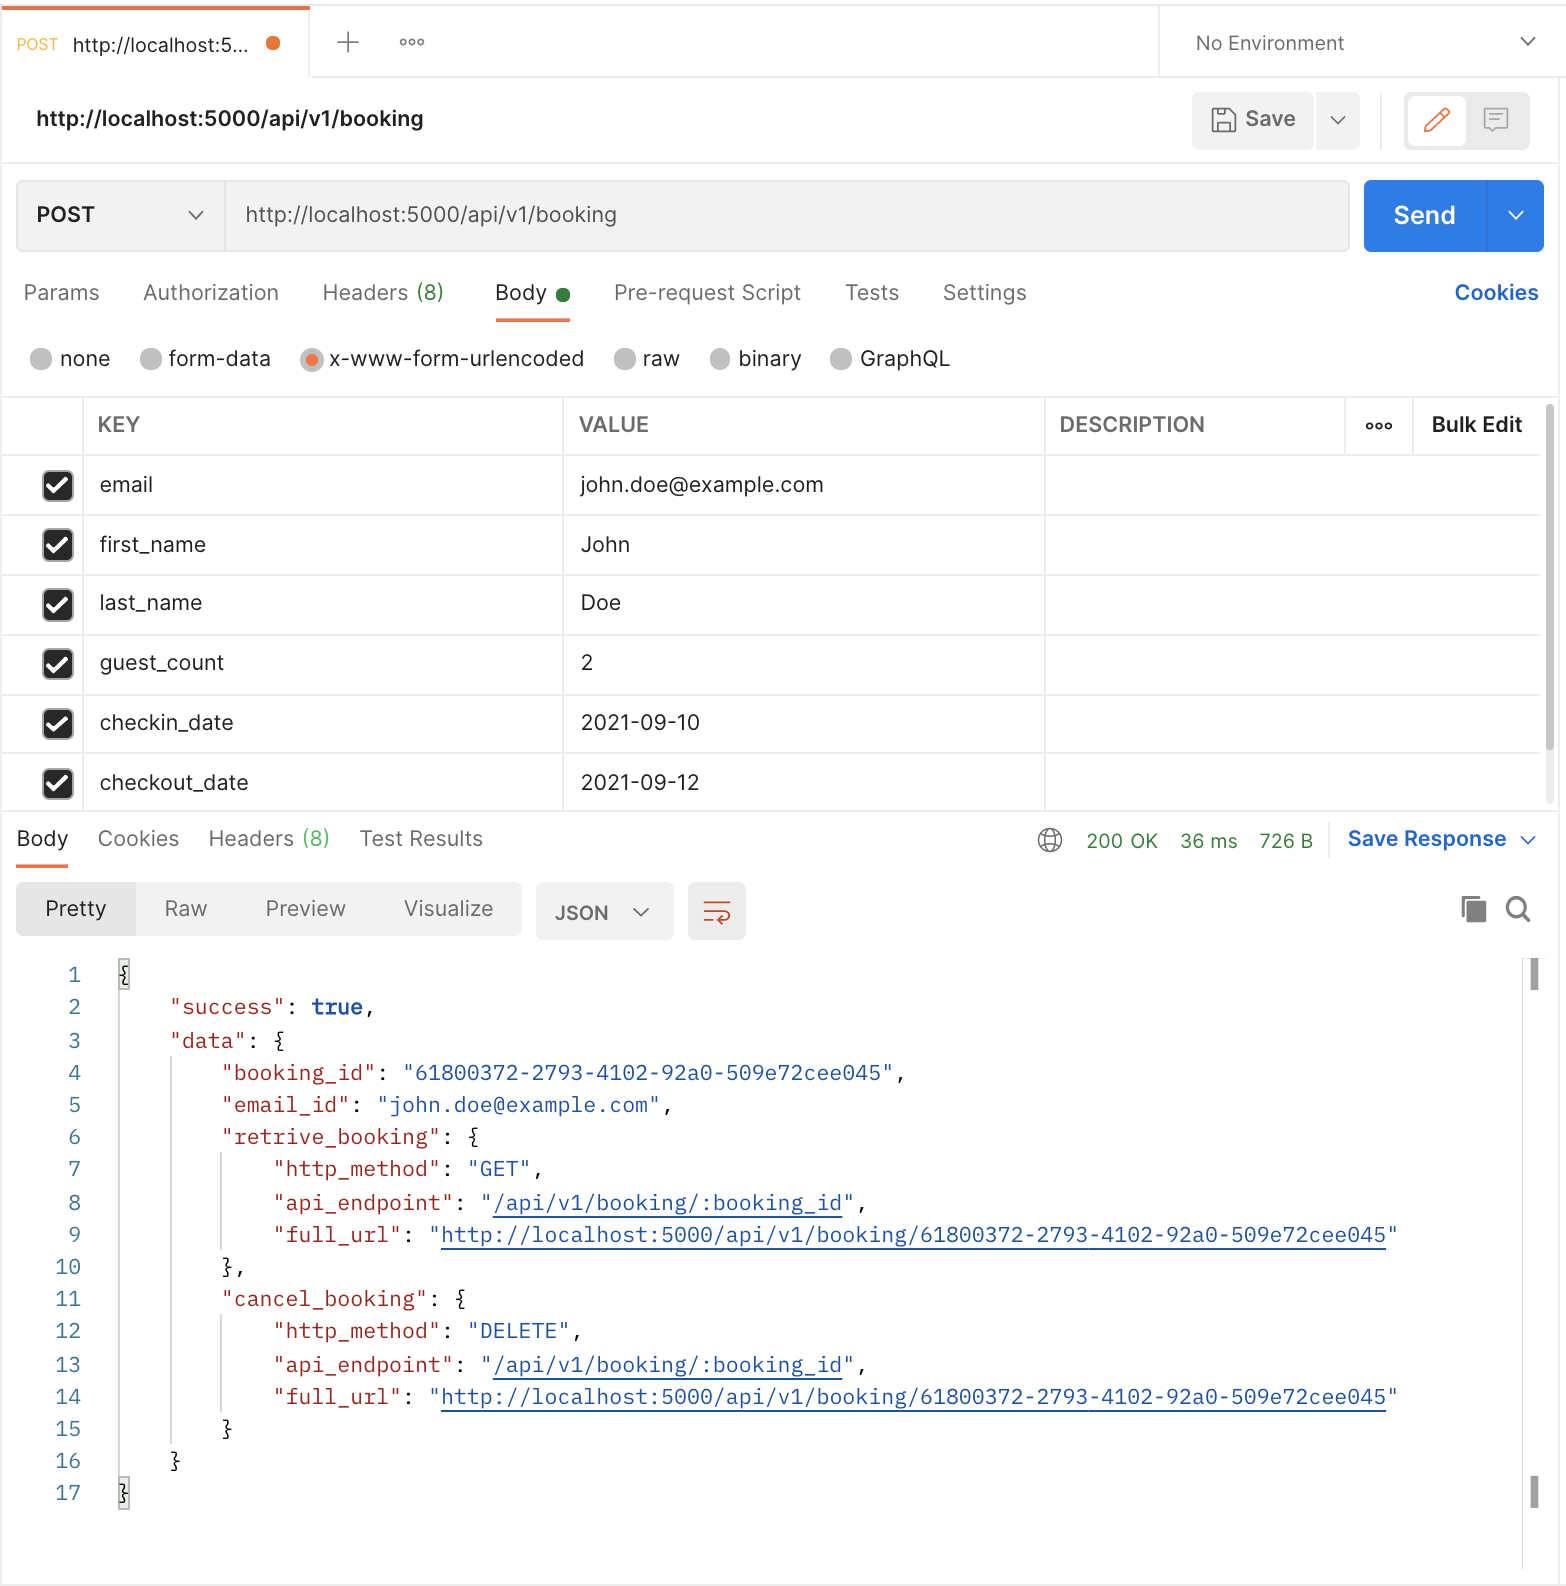 POST http://localhost:5...
No Environment
http://localhost:5000/api/v1/booking
Save
POST http://localhost:5000/api/v1/booking Send
Params Authorization Headers (8) Body Pre-request Script Tests Settings Cookies
none form-data x-www-form-urlencoded raw binary GraphQL
KEY VALUE DESCRIPTION Bulk Edit
email john.doe@example.com
first_name John
last_name Doe
guest_count 2
checkin_date 2021-09-10
checkout_date 2021-09-12
Body Cookies Headers (8) Test Results 200 OK 36 ms 726 B Save Response
Pretty Raw Preview Visualize JSON
1 {
2 "success": true,
3 "data": {
4 "booking_id": "61800372-2793-4102-92a0-509e72cee045",
5 "email_id": "john.doe@example.com",
6 "retrive_booking": {
7 "http_method": "GET",
8 "api_endpoint": "/api/v1/booking/:booking_id",
9 "full_url": "http://localhost:5000/api/v1/booking/61800372-2793-4102-92a0-509e72cee045"
10 },
11 "cancel_booking": {
12 "http_method": "DELETE",
13 "api_endpoint": "/api/v1/booking/:booking_id",
14 "full_url": "http://localhost:5000/api/v1/booking/61800372-2793-4102-92a0-509e72cee045"
15 }
16 }
17 }